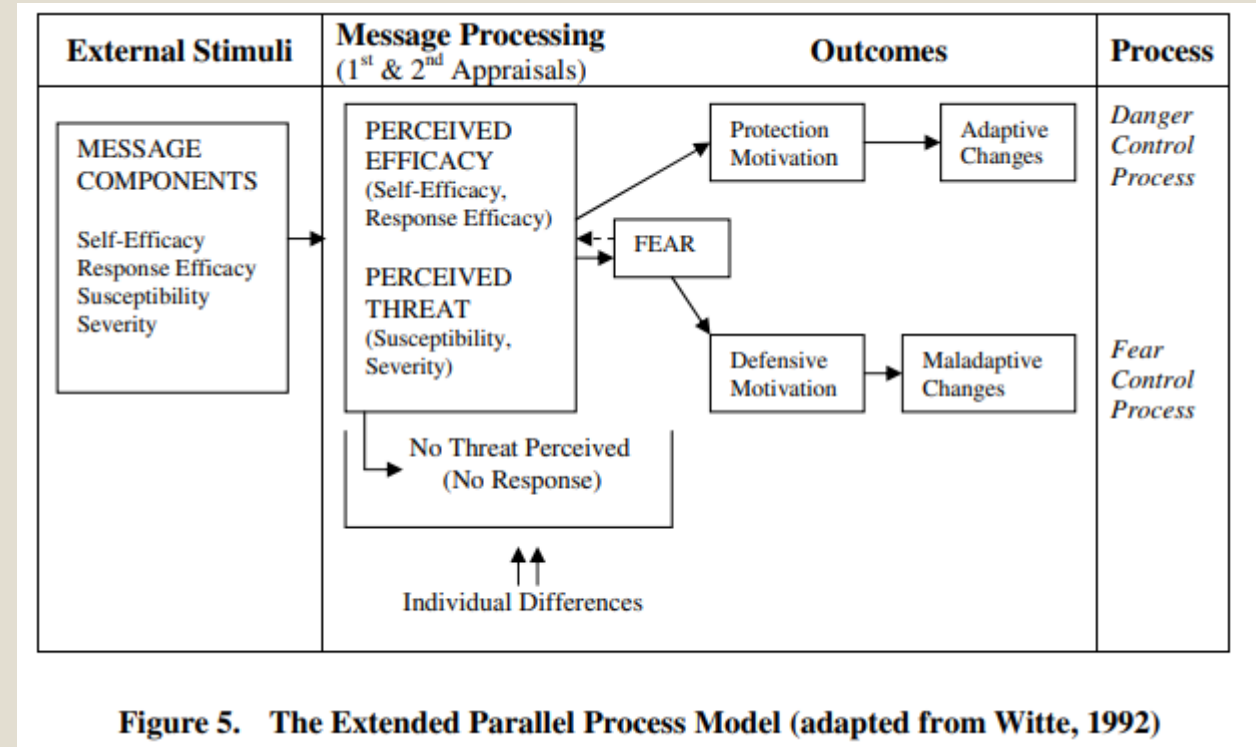 External Stimuli
Message Processing
(1st & 2nd Appraisals)
Outcomes
Process
MESSAGE
COMPONENTS
Self-Efficacy
Response Efficacy
Susceptibility
Severity
PERCEIVED
EFFICACY
(Self-Efficacy,
Response Efficacy)
PERCEIVED
THREAT
(Susceptibility,
Severity)
No Threat Perceived
(No Response)
Individual Differences
FEAR
Protection
Motivation
Adaptive
Changes
Defensive
Motivation
Maladaptive
Changes
Danger
Control
Process
Fear
Control
Process
Figure 5. The Extended Parallel Process Model (adapted from Witte, 1992)